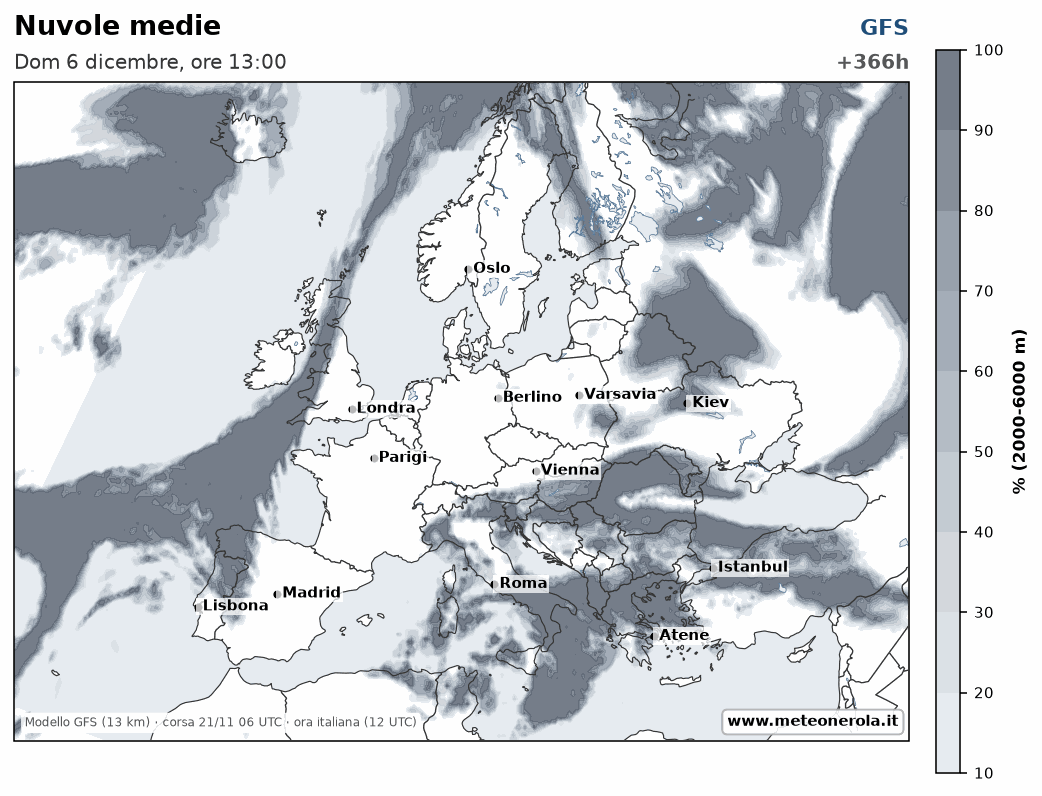 Nuvole medie
GFS
Dom 6 dicembre, ore 13:00
+366h
100
90
80
70
60
50
40
30
20
10
% (2000-6000 m)
Oslo
Berlino
Varsavia
Kiev
Londra
Parigi
Vienna
Istanbul
Roma
Madrid
Lisbona
Atene
Modello GFS (13 km) · corsa 21/11 06 UTC · ora italiana (12 UTC)
www.meteonerola.it